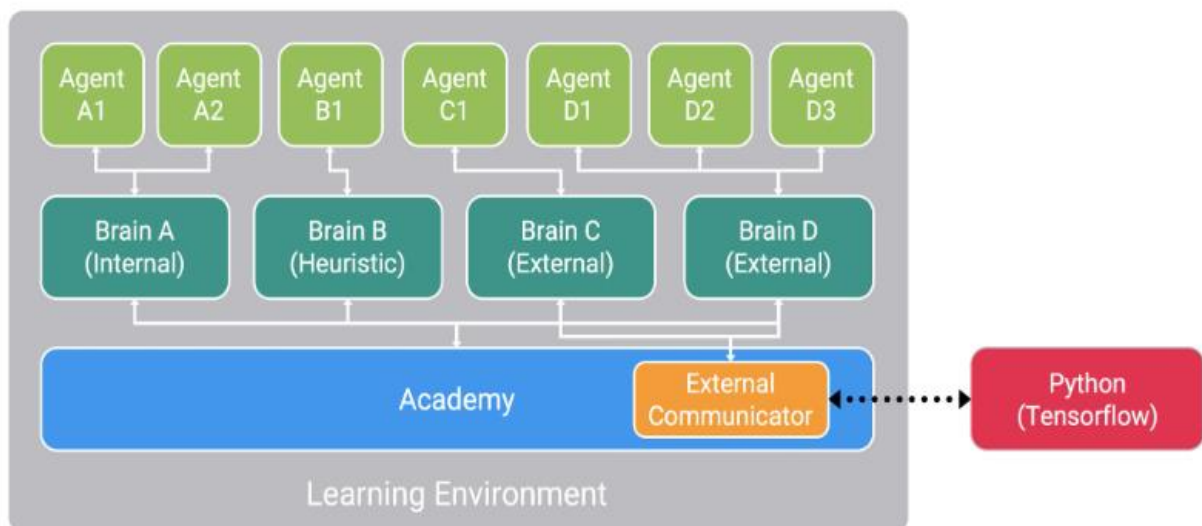 Agent
A1
Agent
A2
Agent
B1
Agent
C1
Agent
D1
Agent
D2
Agent
D3
Brain A
(Internal)
Brain B
(Heuristic)
Brain C
(External)
Brain D
(External)
Academy
External
Communicator
Python
(Tensorflow)
Learning Environment